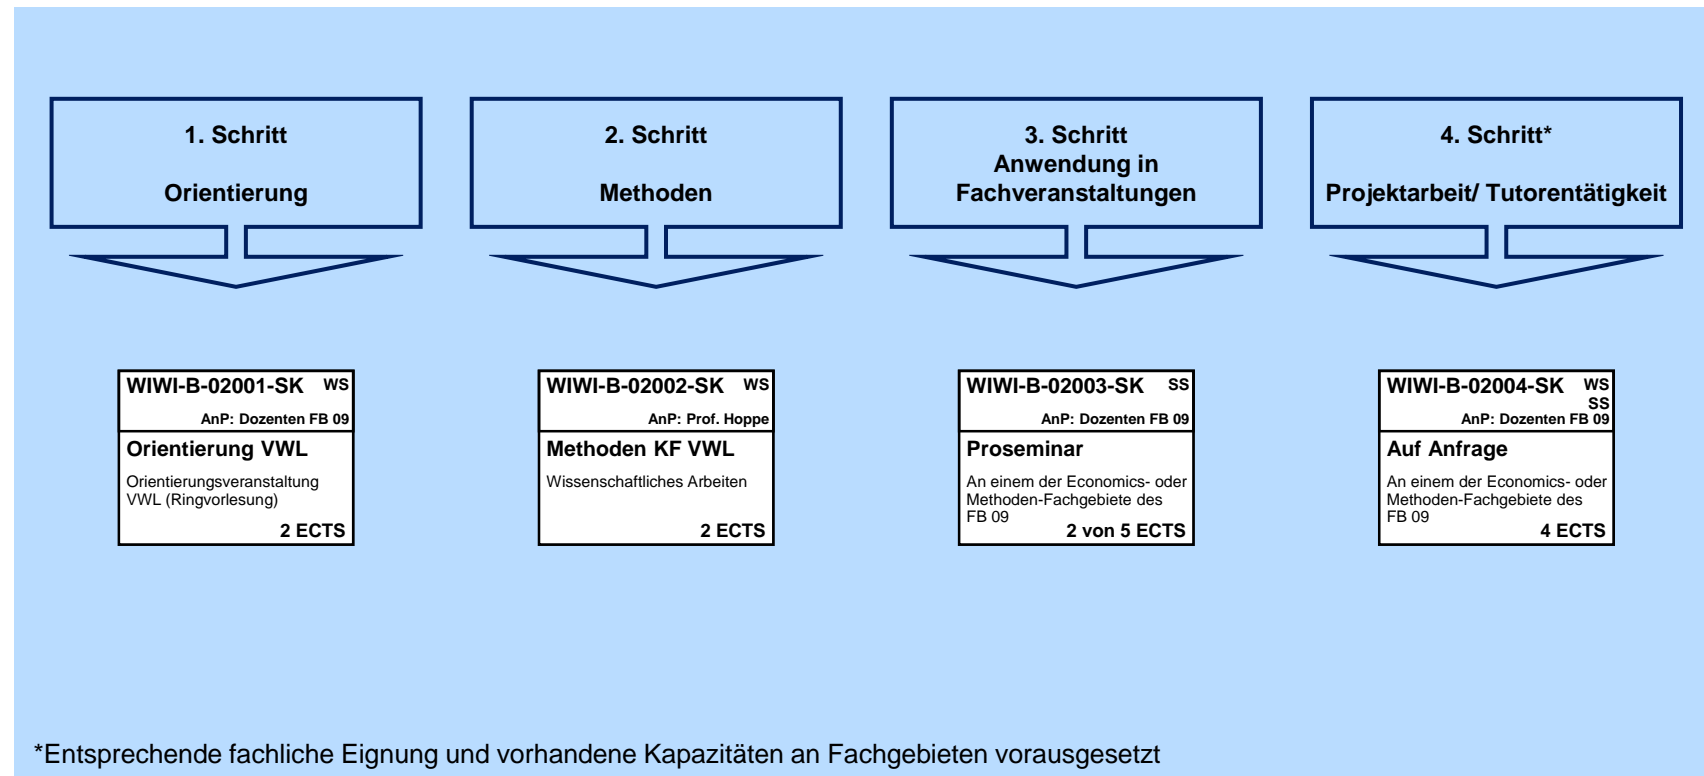 1. Schritt
Orientierung
2. Schritt
Methoden
3. Schritt
Anwendung in
Fachveranstaltungen
4. Schritt*
Projektarbeit/ Tutorentätigkeit
WIWI-B-02001-SK WS
AnP: Dozenten FB 09
Orientierung VWL
Orientierungsveranstaltung
VWL (Ringvorlesung)
2 ECTS
WIWI-B-02002-SK WS
AnP: Prof. Hoppe
Methoden KF VWL
Wissenschaftliches Arbeiten
2 ECTS
WIWI-B-02003-SK SS
AnP: Dozenten FB 09
Proseminar
An einem der Economics- oder
Methoden-Fachgebiete des
FB 09
2 von 5 ECTS
WIWI-B-02004-SK WS
SS
AnP: Dozenten FB 09
Auf Anfrage
An einem der Economics- oder
Methoden-Fachgebiete des
FB 09
4 ECTS
*Entsprechende fachliche Eignung und vorhandene Kapazitäten an Fachgebieten vorausgesetzt